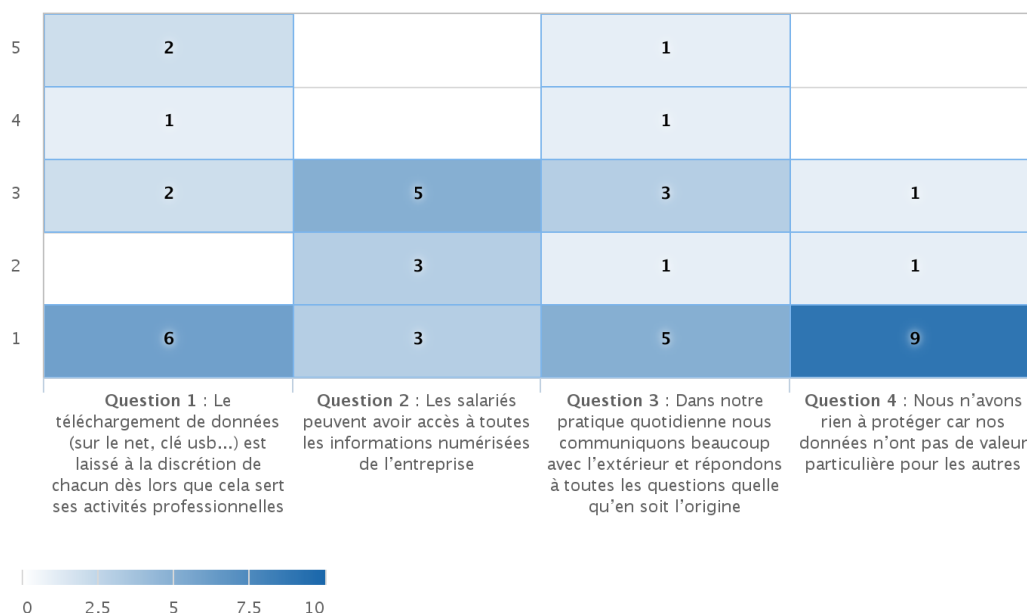 5
2
1
4
1
1
3
2
5
3
1
2
3
1
1
1
6
3
5
9
Question 1 : Le
téléchargement de données
(sur le net, clé usb...) est
laissé à la discrétion de
chacun dès lors que cela sert
ses activités professionnelles
Question 2 : Les salariés
peuvent avoir accès à toutes
les informations numérisées
de l'entreprise
Question 3 : Dans notre
pratique quotidienne nous
communiquons beaucoup
avec l'extérieur et répondons
à toutes les questions quelle
qu'en soit l'origine
Question 4 : Nous n'avons
rien à protéger car nos
données n'ont pas de valeur
particulière pour les autres
0
2.5
5
7.5
10